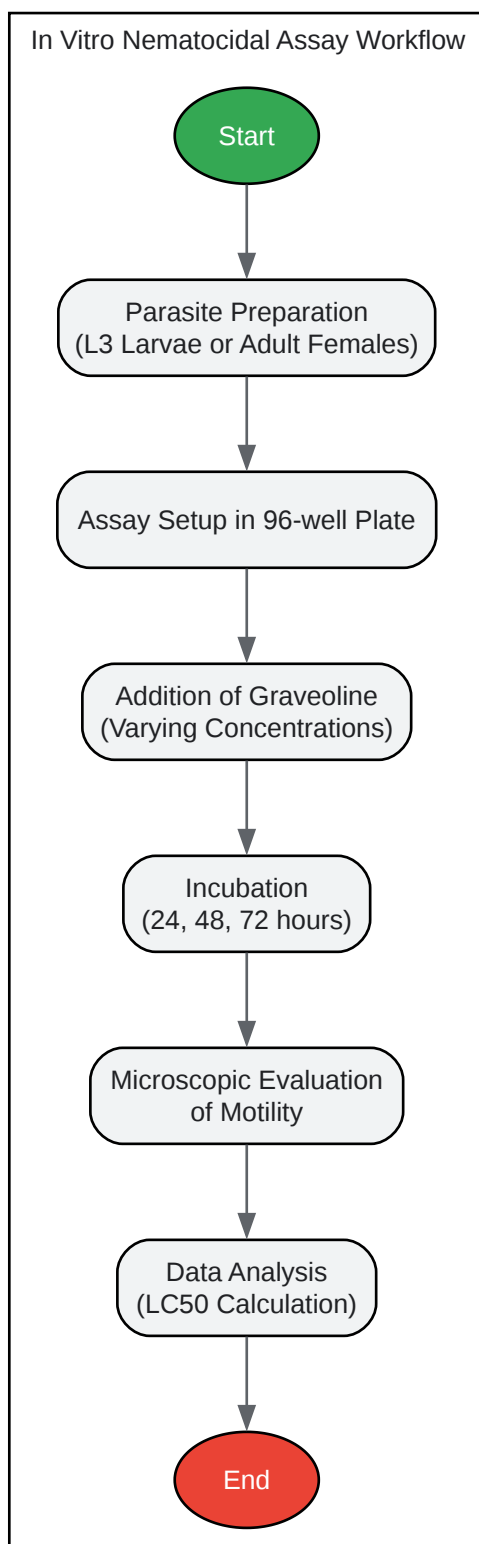 In Vitro Nematocidal Assay Workflow
Start
Parasite Preparation
(L3 Larvae or Adult Females)
Assay Setup in 96-well Plate
Addition of Graveoline
(Varying Concentrations)
Incubation
(24, 48, 72 hours)
Microscopic Evaluation
of Motility
Data Analysis
(LC50 Calculation)
End